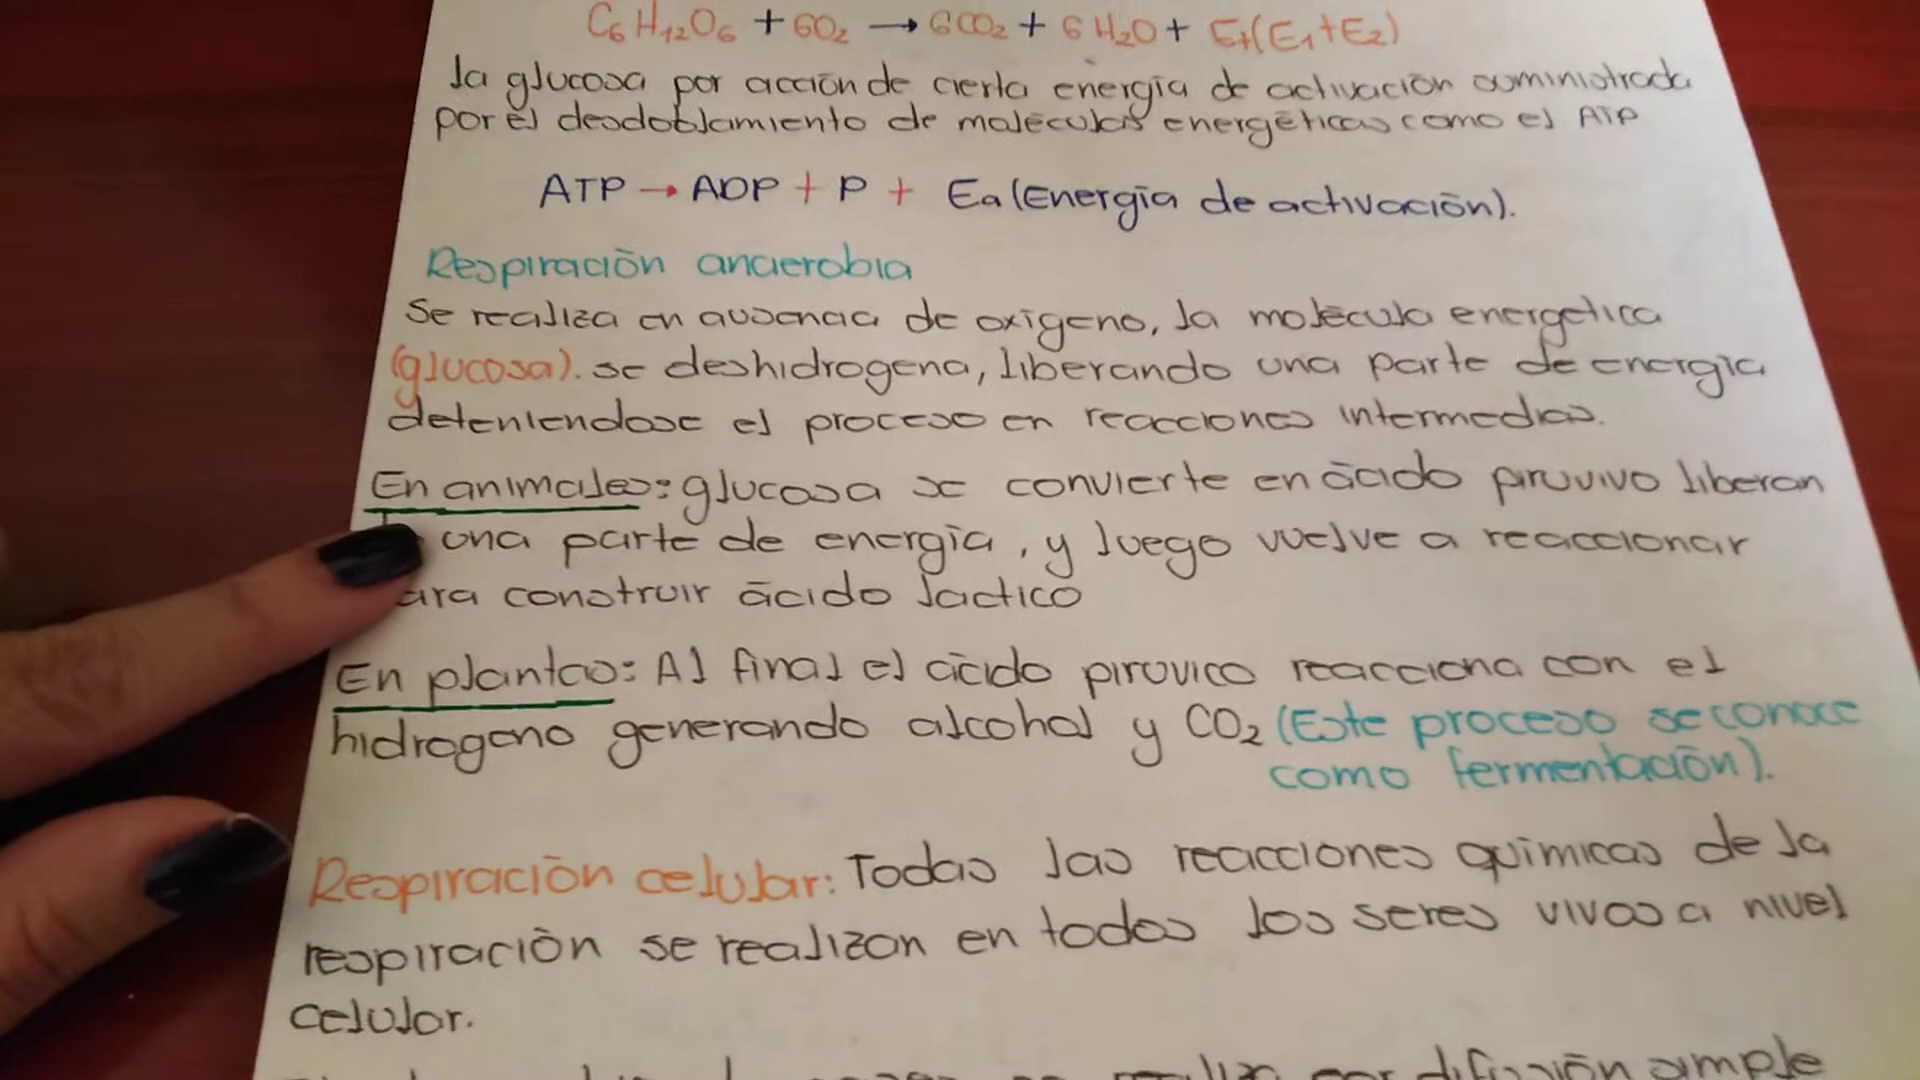 C6H12O6 + 6O2 → 6CO2 + 6H2O + Et(E1+E2)
la glucosa por acción de cierta energía de activación suministrada
por el desdoblamiento de moléculas energéticas como el ATP
ATP → ADP + P + Ea (Energía de activación).
Respiración anaerobia
Se realiza en ausencia de oxígeno, la molécula energetica
(glucosa). se deshidrogena, liberando una parte de energía
deteniendose el proceso en reacciones intermedias.
En animales: glucosa se convierte en ácido piruvivo liberan
una parte de energía, y luego vuelve a reaccionar
ara construir ácido lactico
En plantas: Al final el ácido piruvico reacciona con el
hidrogeno generando alcohol y CO2 (Este proceso se conoce
como fermentación).
Respiración celular: Todas las reacciones químicas de la
respiración se realizan en todos los seres vivos a nivel
celular.
por difusión simple